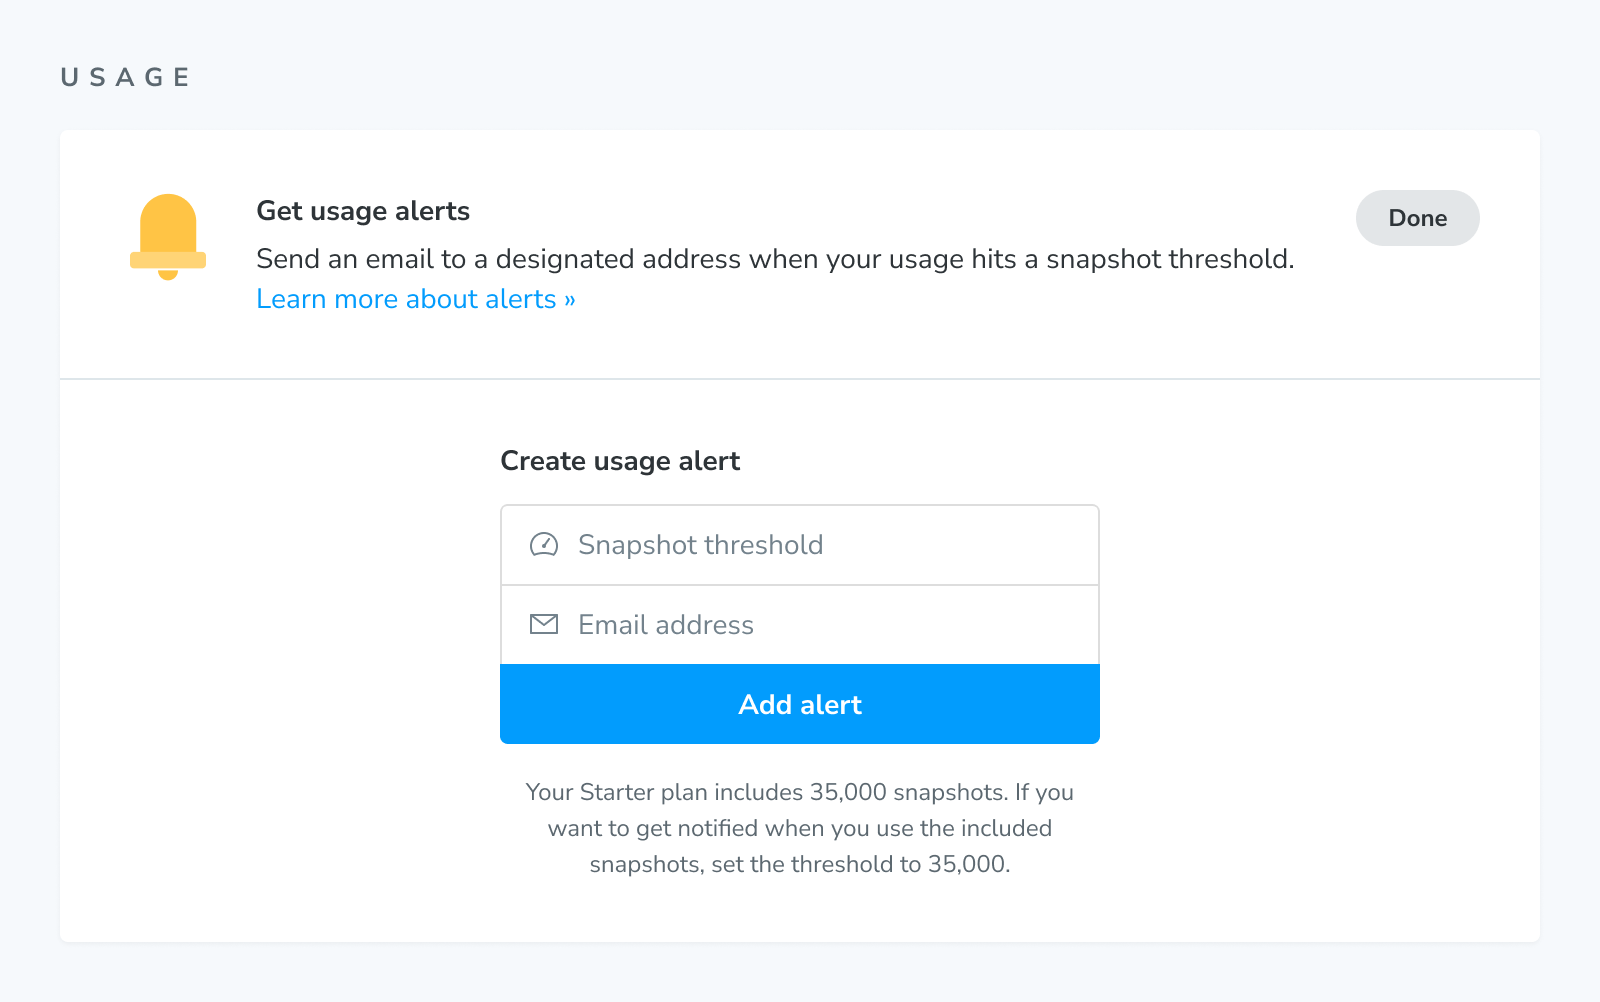 USAGE
Get usage alerts
Done
Send an email to a designated address when your usage hits a snapshot threshold.
Learn more about alerts »
Create usage alert
Snapshot threshold
Email address
Add alert
Your Starter plan includes 35,000 snapshots. If you
want to get notified when you use the included
snapshots, set the threshold to 35,000.